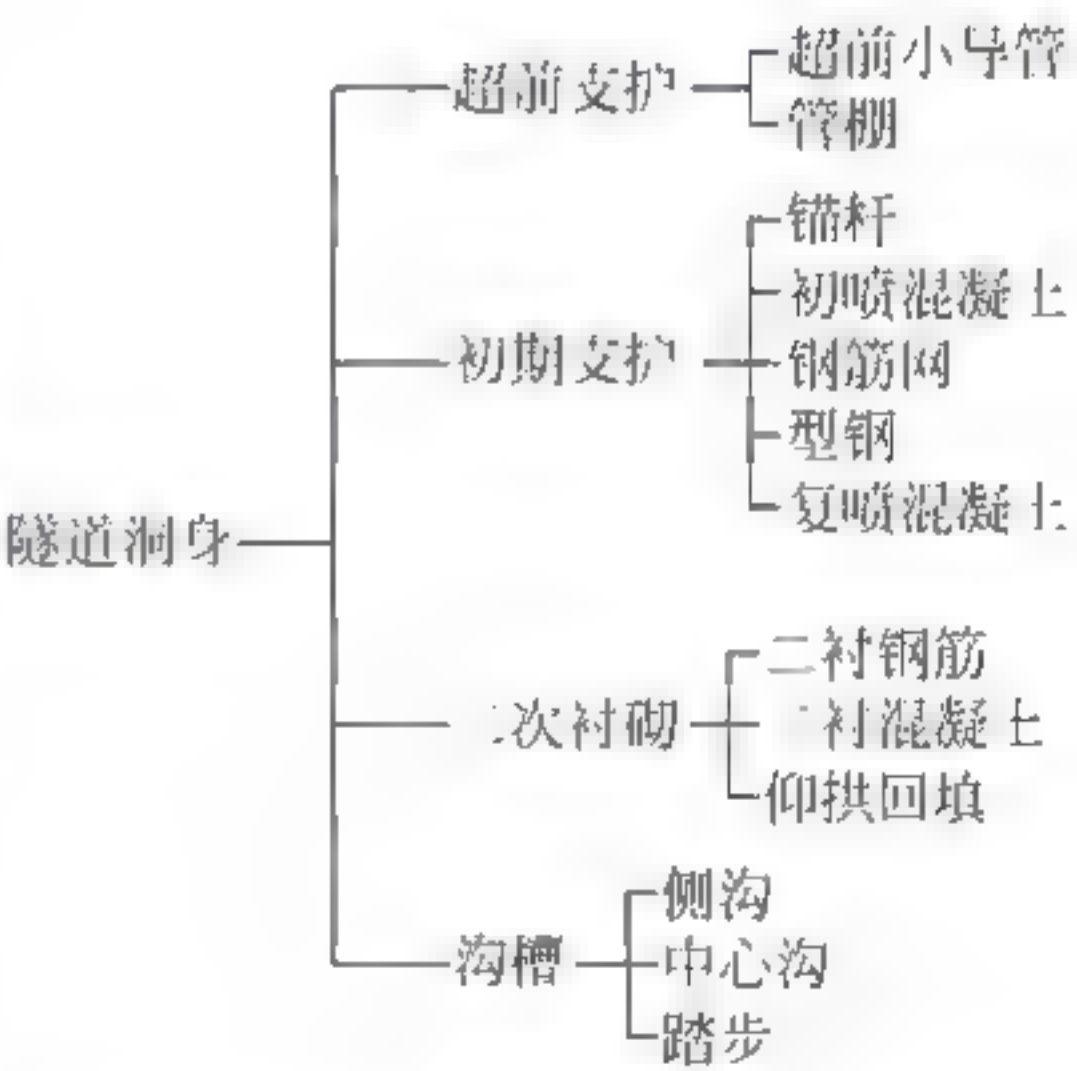 隧道洞身
超前支护
超前小导管
管棚
初期支护
锚杆
初喷混凝土
钢筋网
型钢
复喷混凝土
二次衬砌
二衬钢筋
二衬混凝土
仰拱回填
沟槽
侧沟
中心沟
踏步